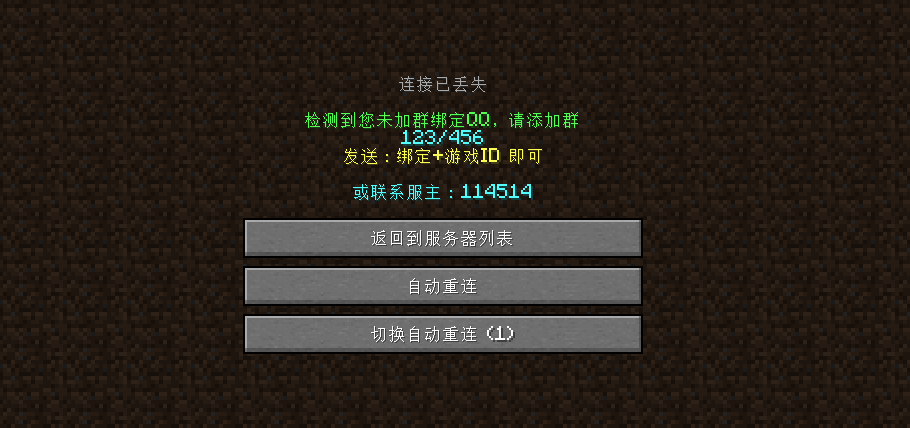 连接已丢失
检测到您未加群绑定QQ，请添加群
123/456
发送：绑定+游戏ID 即可
或联系服主：114514
返回到服务器列表
自动重连
切换自动重连 (1)